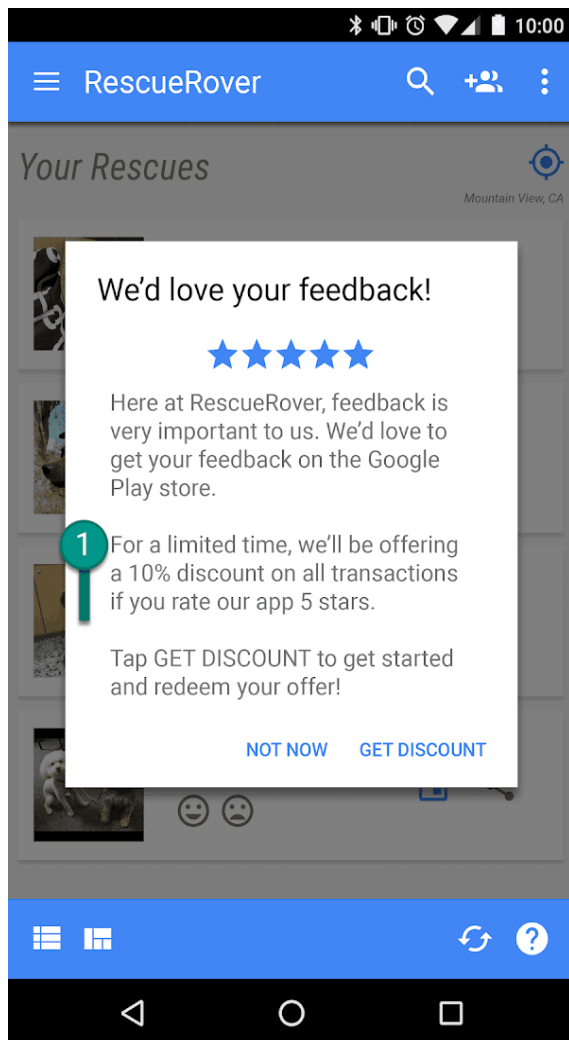 10:00
RescueRover
Your Rescues
Mountain View, CA
We’d love your feedback!
Here at RescueRover, feedback is
very important to us. We’d love to
get your feedback on the Google
Play store.
1
For a limited time, we’ll be offering
a 10% discount on all transactions
if you rate our app 5 stars.
Tap GET DISCOUNT to get started
and redeem your offer!
NOT NOW GET DISCOUNT